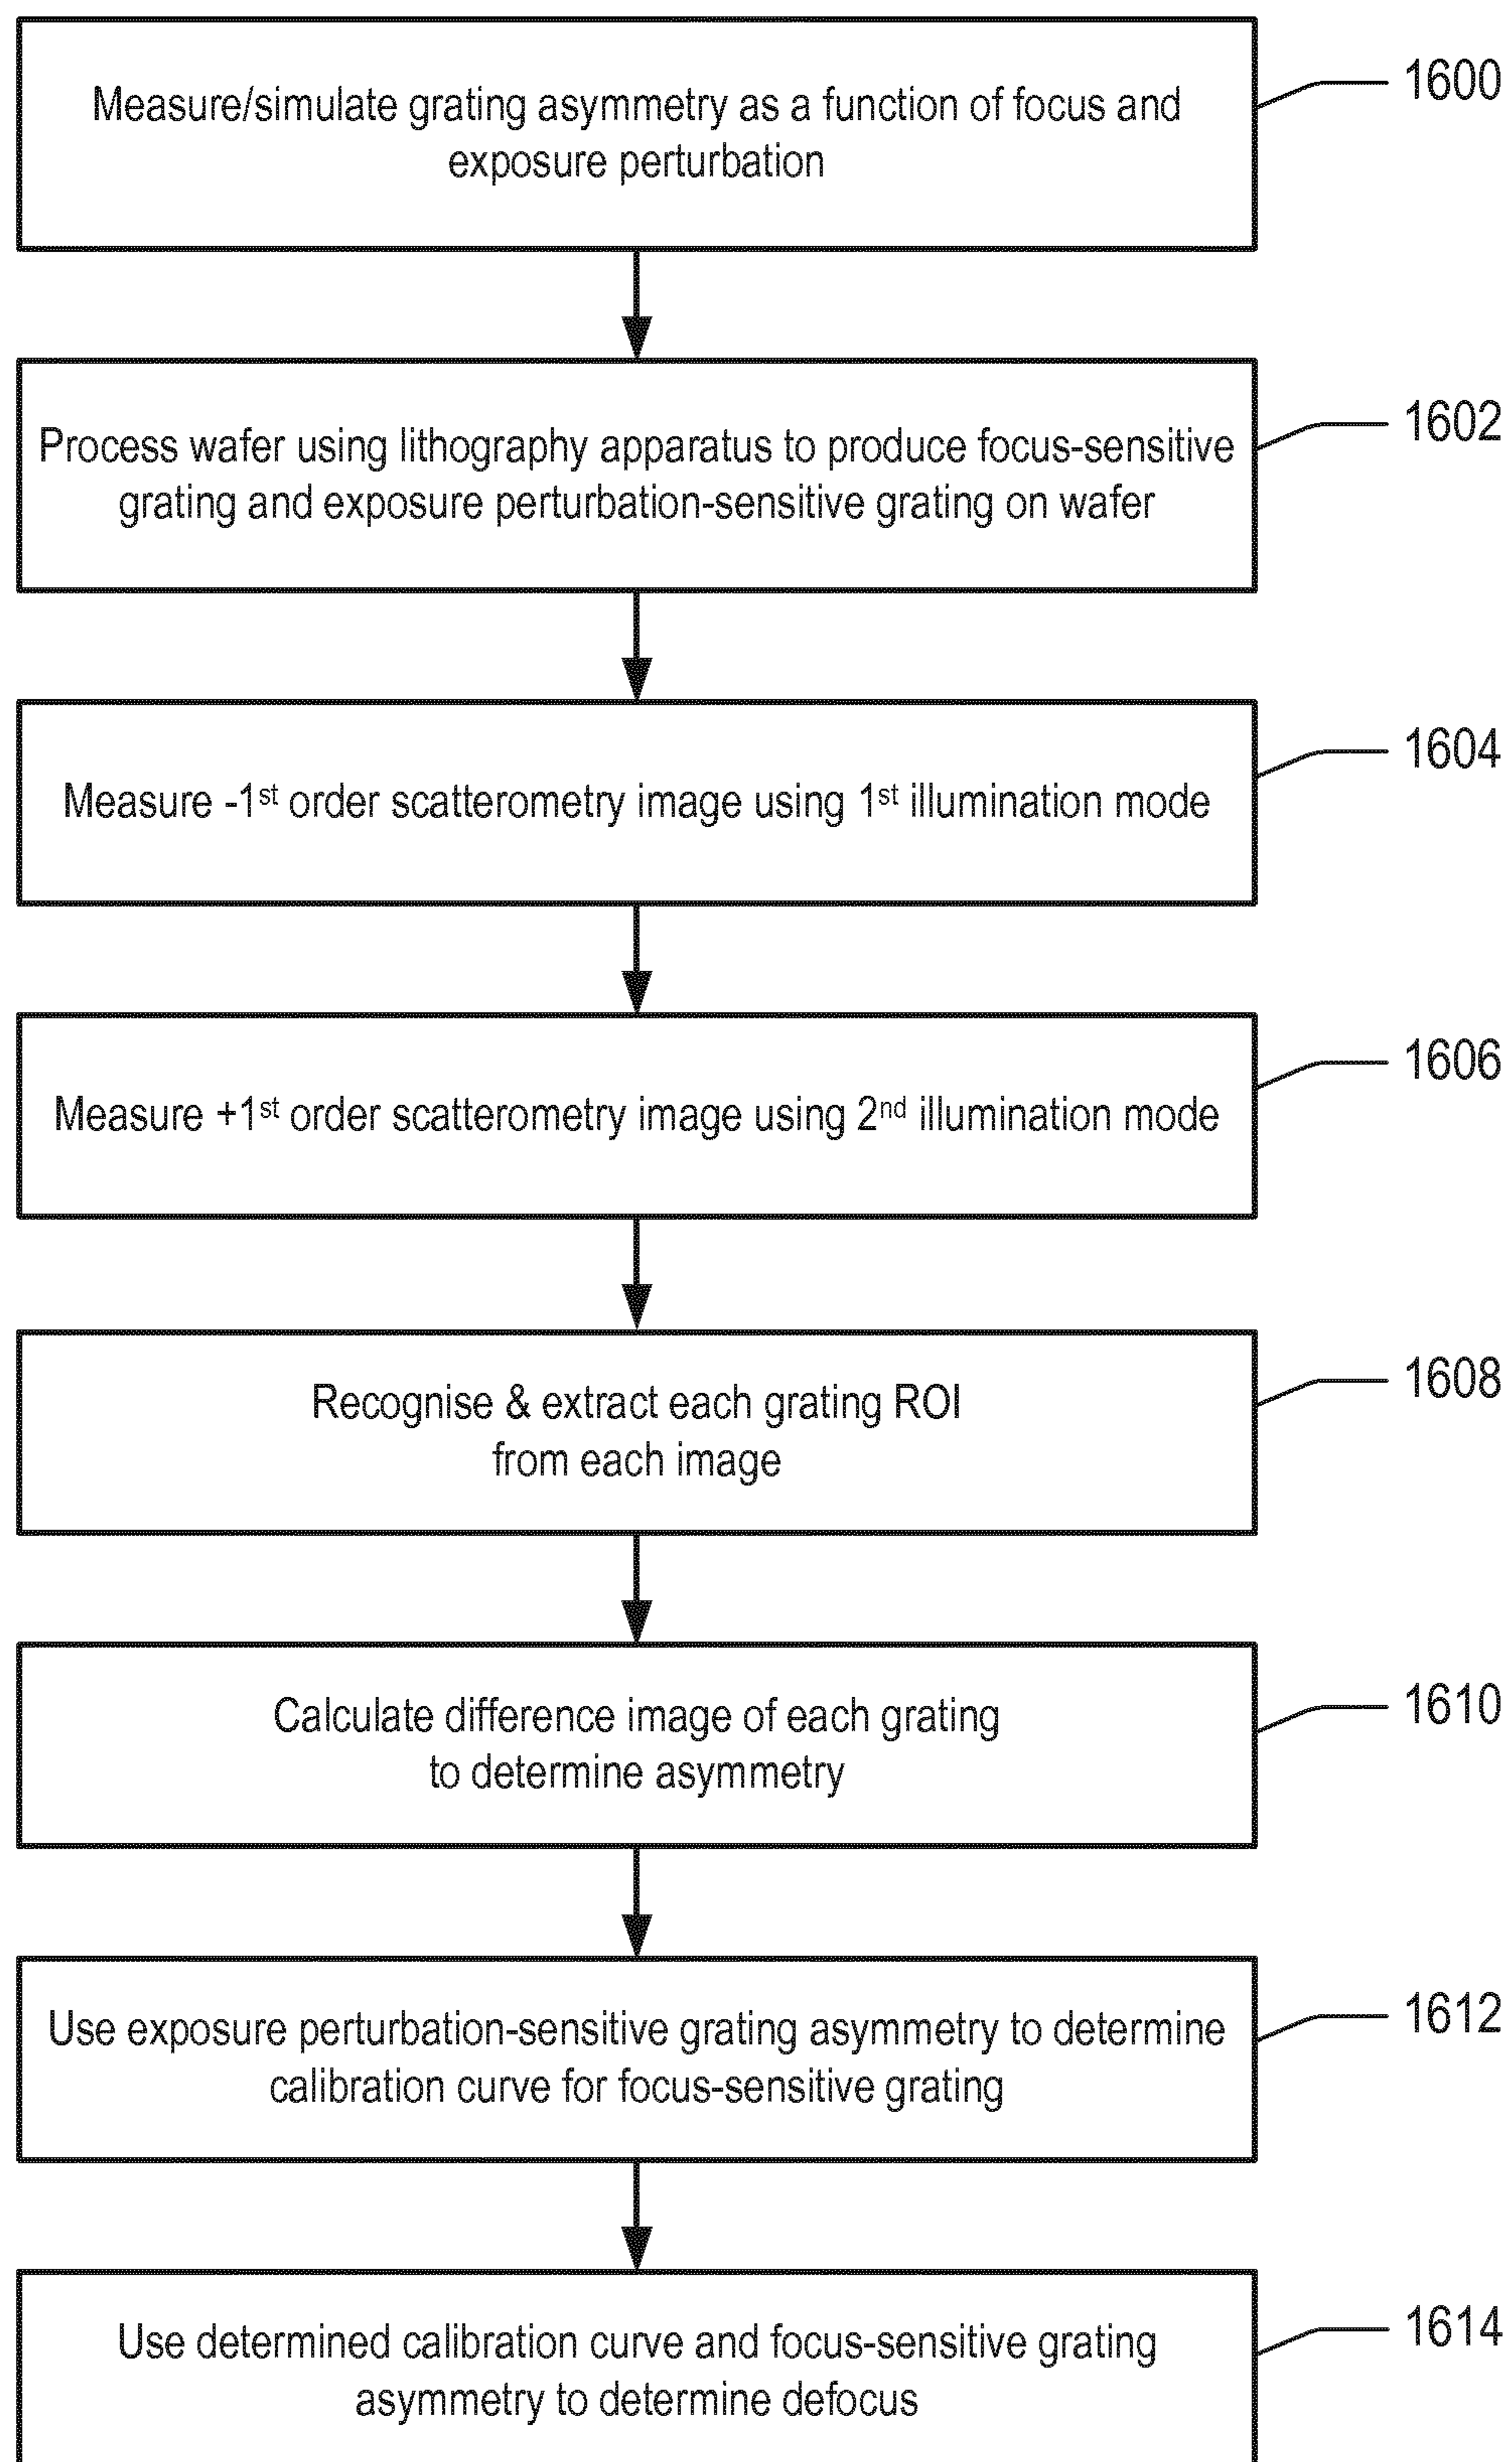 Measure/simulate grating asymmetry as a function of focus and
exposure perturbation
1600
Process wafer using lithography apparatus to produce focus-sensitive
grating and exposure perturbation-sensitive grating on wafer
1602
Measure -1st order scatterometry image using 1st illumination mode
1604
Measure +1st order scatterometry image using 2nd illumination mode
1606
Recognise & extract each grating ROI
from each image
1608
Calculate difference image of each grating
to determine asymmetry
1610
Use exposure perturbation-sensitive grating asymmetry to determine
calibration curve for focus-sensitive grating
1612
Use determined calibration curve and focus-sensitive grating
asymmetry to determine defocus
1614